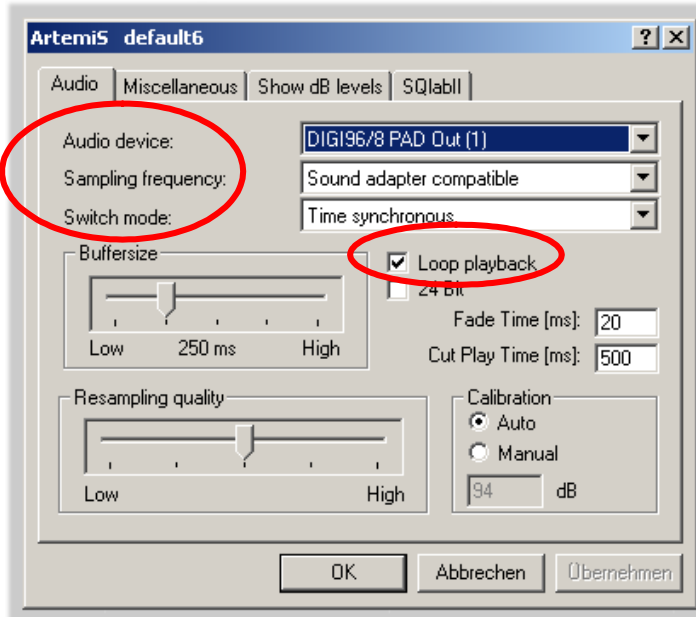 ArtemiS default6
Audio Miscellaneous Show dB levels SQlabII
Audio device: DIGI96/8 PAD Out (1)
Sampling frequency: Sound adapter compatible
Switch mode: Time synchronous
Buffersize
Loop playback
24 Bit
Low 250 ms High
Fade Time [ms]: 20
Cut Play Time [ms]: 500
Resampling quality
Low High
Calibration
Auto
Manual
94 dB
OK Abbrechen Übernehmen